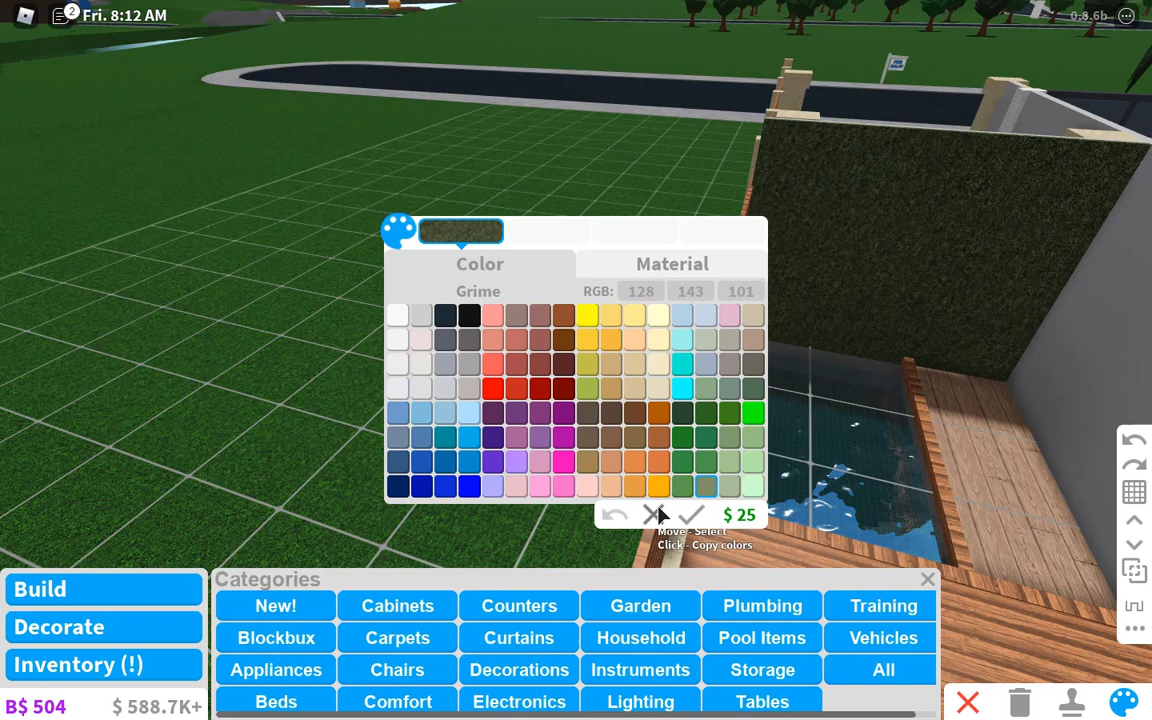 2 Fri. 8:12 AM
0.8.6b
Color Material
Grime RGB: 128 143 101
$ 25
Move - Select
Click - Copy colors
Build
Decorate
Inventory (!)
B$ 504 $ 588.7K+
Categories
New! Cabinets Counters Garden Plumbing Training
Blockbux Carpets Curtains Household Pool Items Vehicles
Appliances Chairs Decorations Instruments Storage All
Beds Comfort Electronics Lighting Tables